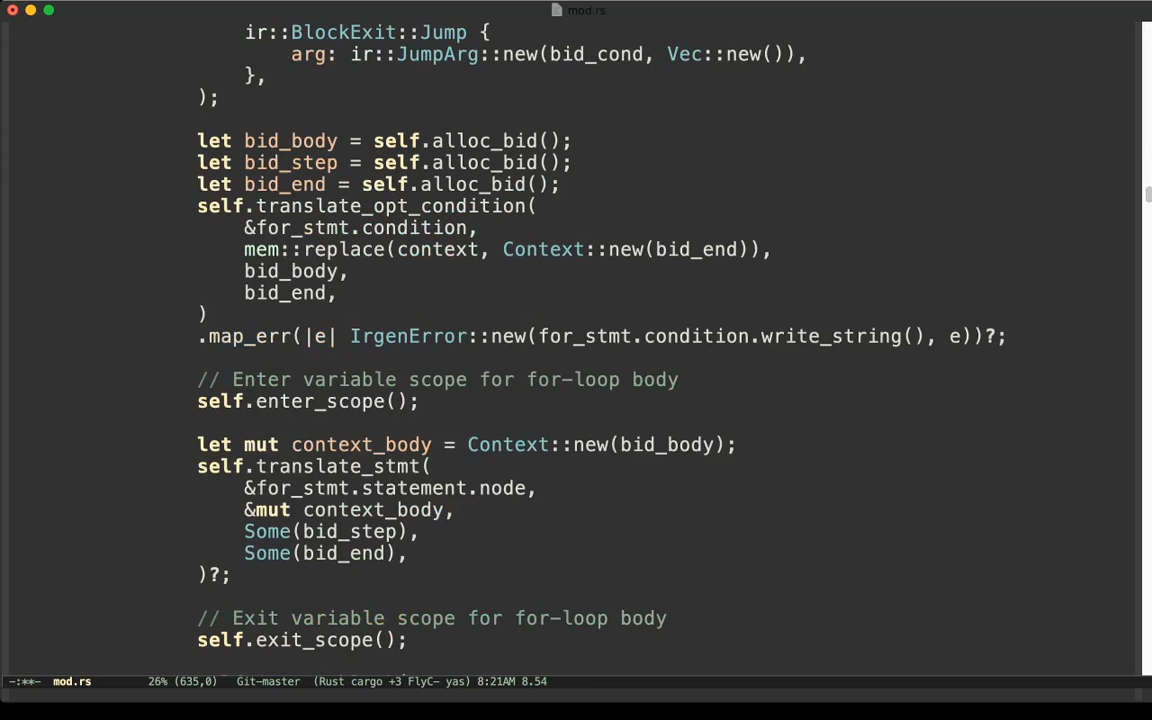 mod.rs
ir::BlockExit::Jump {
arg: ir::JumpArg::new(bid_cond, Vec::new()),
},
);
let bid_body = self.alloc_bid();
let bid_step = self.alloc_bid();
let bid_end = self.alloc_bid();
self.translate_opt_condition(
&for_stmt.condition,
mem::replace(context, Context::new(bid_end)),
bid_body,
bid_end,
)
.map_err(|e| IrgenError::new(for_stmt.condition.write_string(), e))?;
// Enter variable scope for for-loop body
self.enter_scope();
let mut context_body = Context::new(bid_body);
self.translate_stmt(
&for_stmt.statement.node,
&mut context_body,
Some(bid_step),
Some(bid_end),
)?;
// Exit variable scope for for-loop body
self.exit_scope();
-:**- mod.rs 26% (635,0) Git-master (Rust cargo +3 FlyC- yas) 8:21AM 8.54